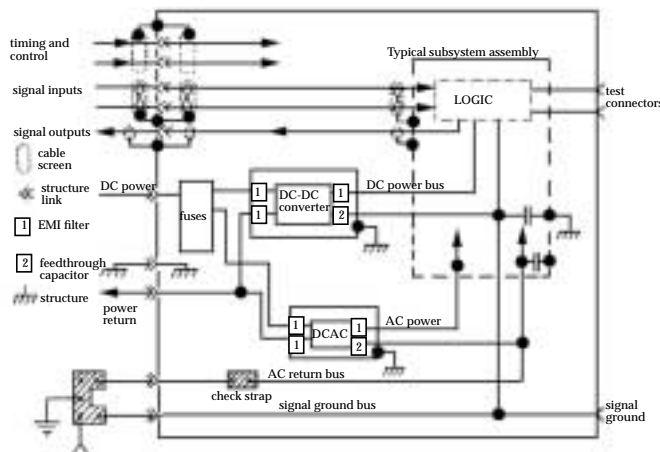 timing and
control
Typical subsystem assembly
signal inputs
LOGIC
test
connectors
signal outputs
cable
screen
structure
link
DC power
fuses
1
1
DC-DC
converter
1
2
DC power bus
1 EMI filter
2 feedthrough
capacitor
structure
power
return
1
1
DCAC
1
2
AC power
AC return bus
check strap
signal ground bus
signal
ground